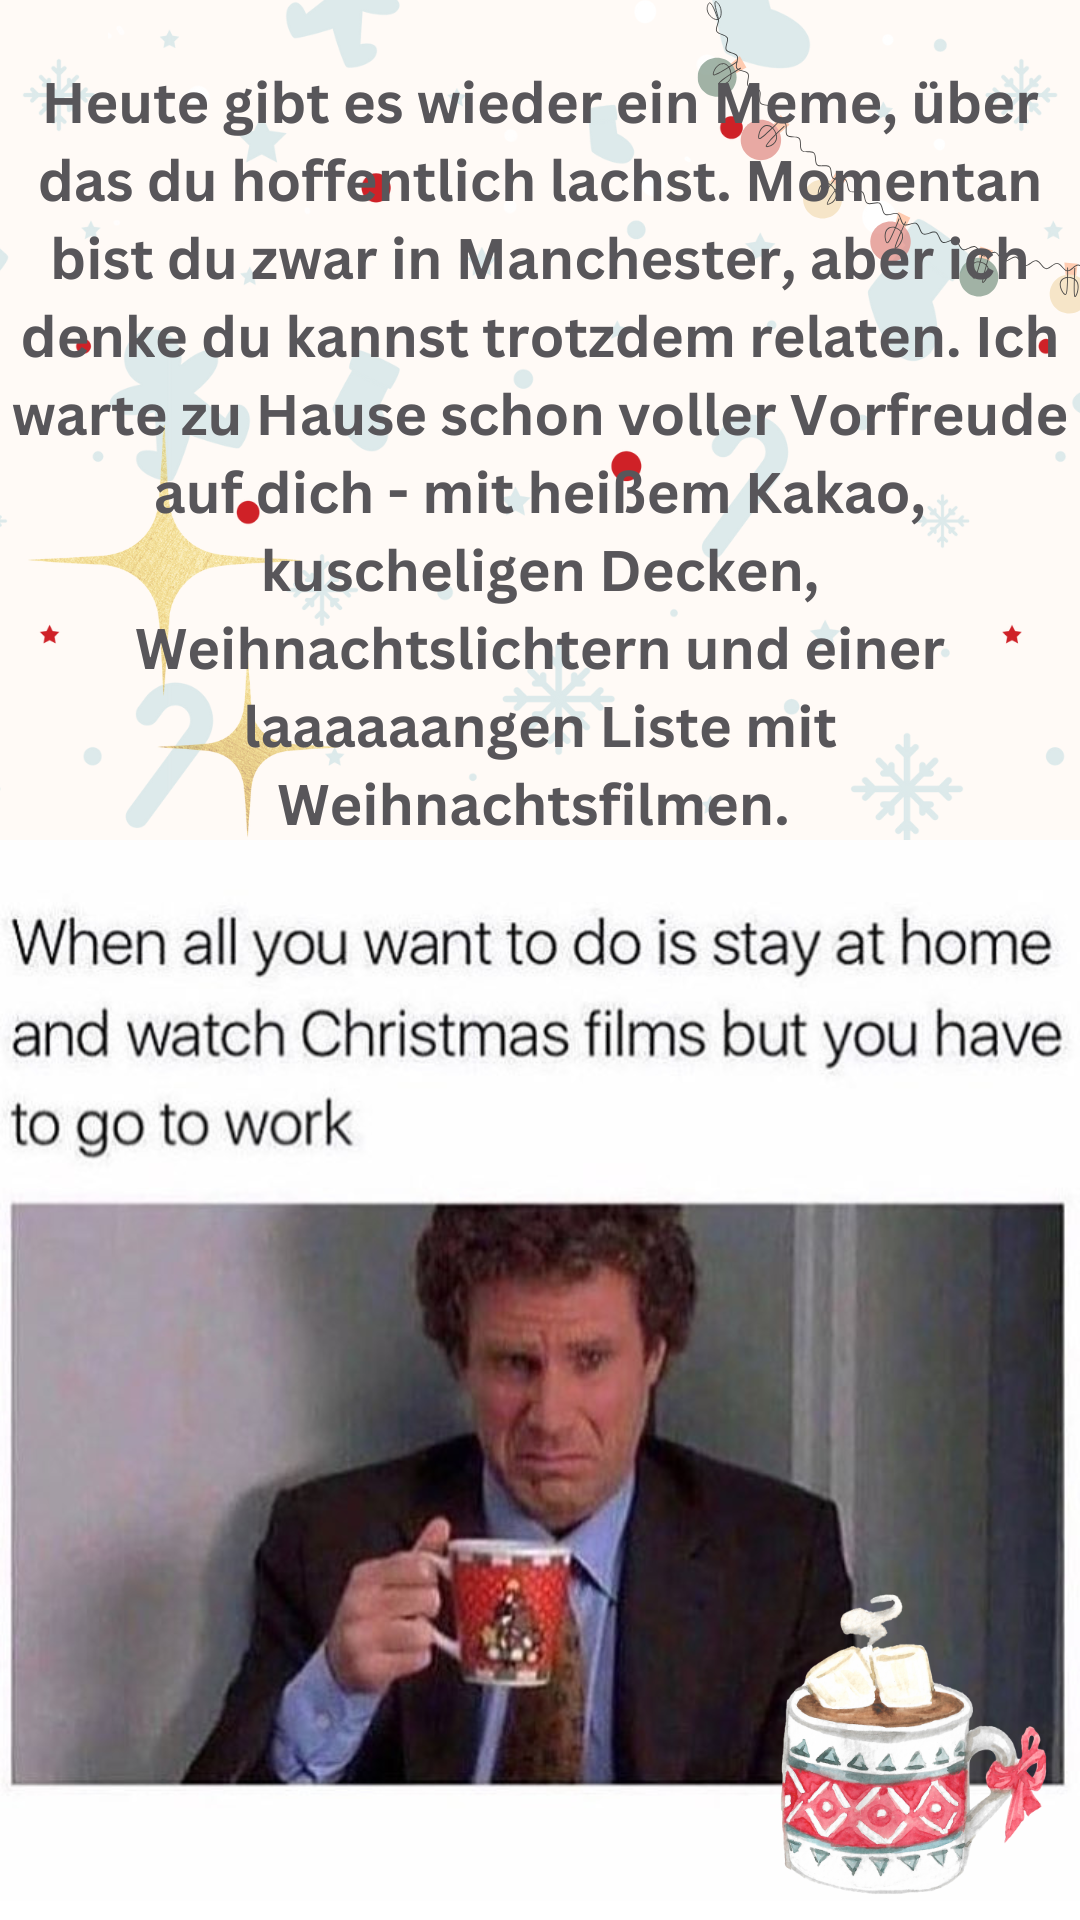 Heute gibt es wieder ein Meme, über
das du hoffentlich lachst. Momentan
bist du zwar in Manchester, aber ich
denke du kannst trotzdem relaten. Ich
warte zu Hause schon voller Vorfreude
auf dich - mit heißem Kakao,
kuscheligen Decken,
Weihnachtslichtern und einer
laaaaaangen Liste mit
Weihnachtsfilmen.
When all you want to do is stay at home
and watch Christmas films but you have
to go to work